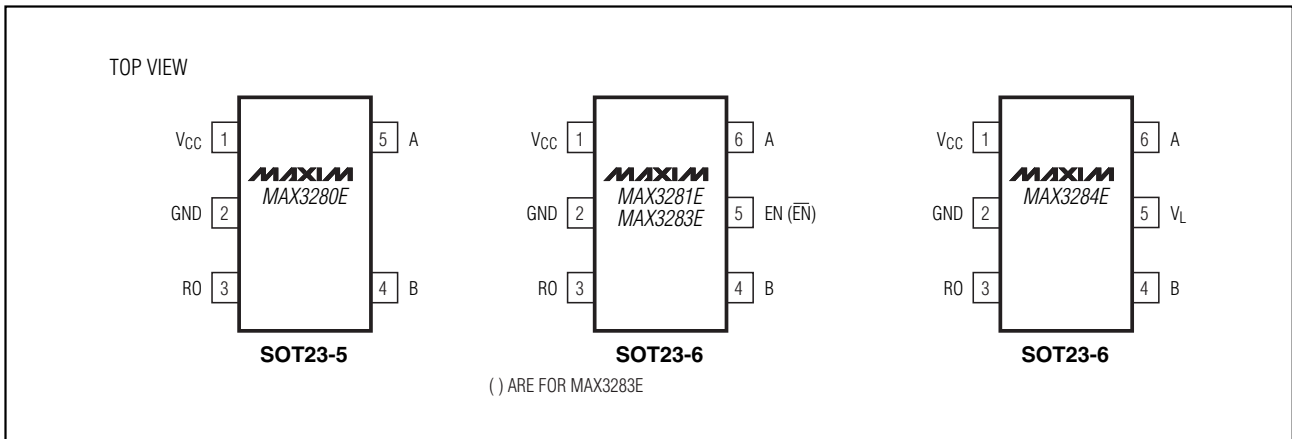 TOP VIEW
VCC 1
GND 2
RO 3
5 A
4 B
MAXIM
MAX3280E
SOT23-5
VCC 1
GND 2
RO 3
6 A
5 EN (E̅N̅)
4 B
MAXIM
MAX3281E
MAX3283E
SOT23-6
VCC 1
GND 2
RO 3
6 A
5 VL
4 B
MAXIM
MAX3284E
SOT23-6
( ) ARE FOR MAX3283E